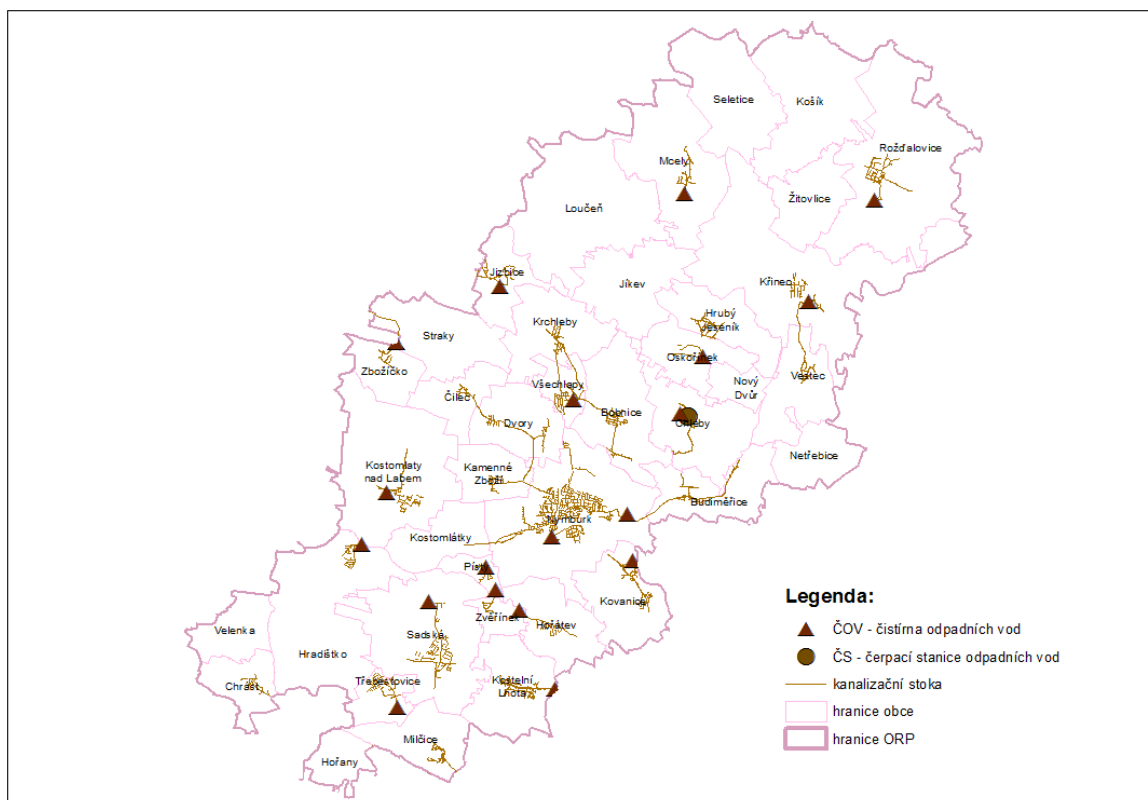 Seletice
Košík
Rožďalovice
Mcely
Žitovlice
Loučeň
Jizbice
Jíkev
Křinec
Krchleby
Hrubý
Jeseník
Straky
Oskořínek
Zbožíčko
Všechlapy
Nový
Dvůr
Vestec
Čilec
Dvory
Bobnice
Chleby
Netřebice
Kostomlaty
nad Labem
Kamenné
Zboží
Budiměřice
Nymburk
Kostomlátky
Písty
Kovanice
Zvěřínek
Hořátev
Velenka
Sadská
Hradištko
Chrást
Třebestovice
Kostelní
Lhota
Milčice
Hořany
Legenda:
ČOV - čistírna odpadních vod
ČS - čerpací stanice odpadních vod
kanalizační stoka
hranice obce
hranice ORP